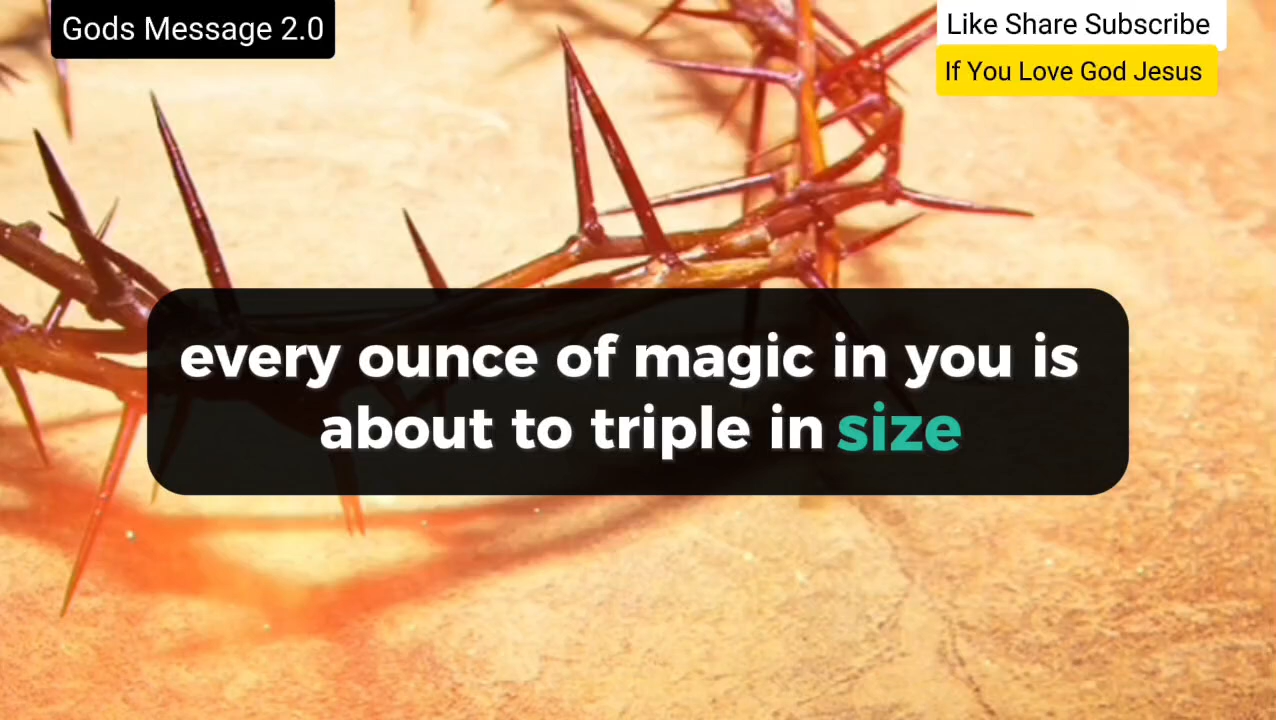 Gods Message 2.0
Like Share Subscribe
If You Love God Jesus
every ounce of magic in you is
about to triple in size